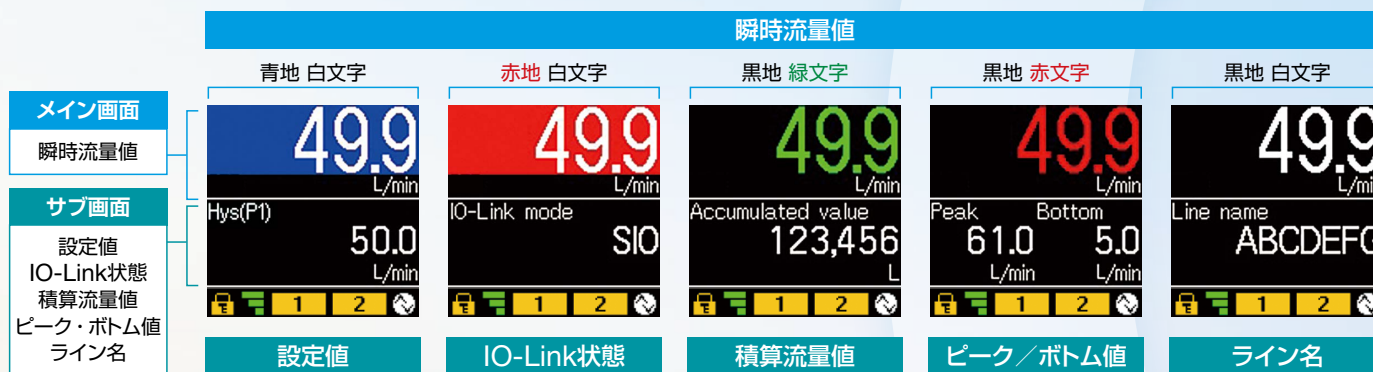 瞬時流量値
青地 白文字
赤地 白文字
黒地 緑文字
黒地 赤文字
黒地 白文字
メイン画面
瞬時流量値
サブ画面
設定値
IO-Link状態
積算流量値
ピーク・ボトム値
ライン名
49.9
L/min
Hys(P1)
50.0
L/min
1 2
設定値
49.9
L/min
IO-Link mode
SIO
1 2
IO-Link状態
49.9
L/min
Accumulated value
123,456
L
1 2
積算流量値
49.9
L/min
Peak Bottom
61.0 5.0
L/min L/min
1 2
ピーク／ボトム値
49.9
L/mi
Line name
ABCDEFG
1 2
ライン名